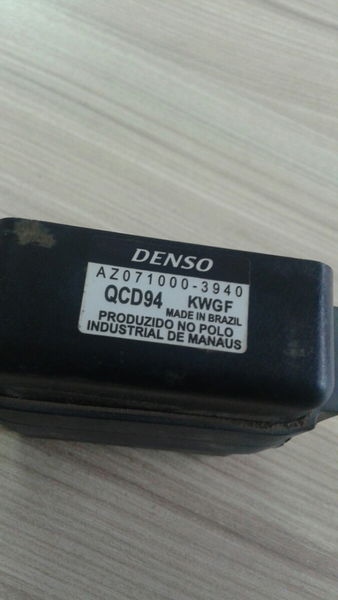 DENSO
AZ071000-3940
QCD94 KWGF
MADE IN BRAZIL
PRODUZIDO NO POLO
INDUSTRIAL DE MANAUS